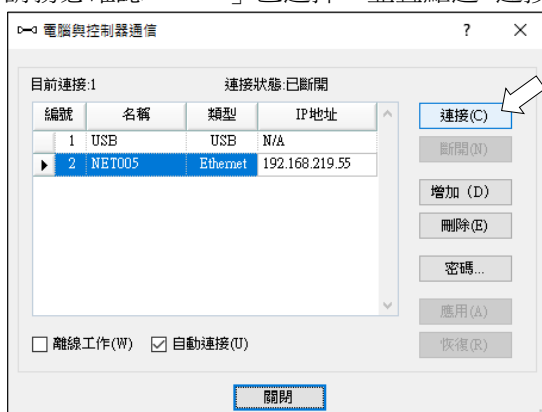 電腦與控制器通信 ? ×
目前連接:1 連接狀態:已斷開
編號 名稱 類型 IP地址
1 USB USB N/A
2 NET005 Ethernet 192.168.219.55
連接(C)
斷開(N)
增加（D）
刪除(E)
密碼...
應用(A)
恢復(R)
離線工作(W) 自動連接(U)
關閉